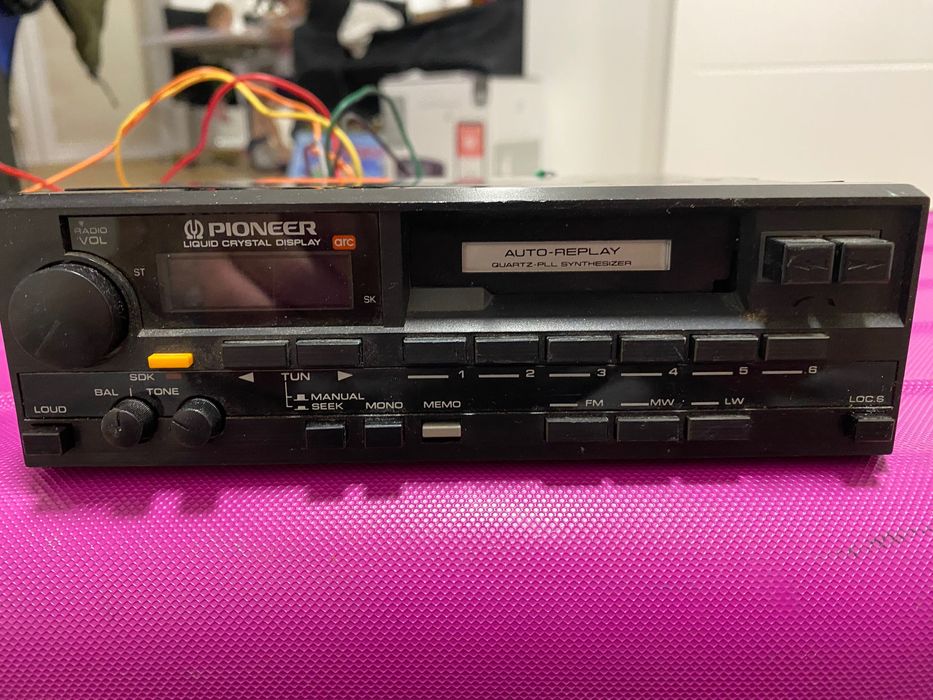 RADIO
VOL
PIONEER
LIQUID CRYSTAL DISPLAY
arc
ST
SK
AUTO-REPLAY
QUARTZ-PLL SYNTHESIZER
SDK
TUN
1
2
3
4
5
6
BAL
TONE
MANUAL
SEEK
LOUD
MONO
MEMO
FM
MW
LW
LOC.S